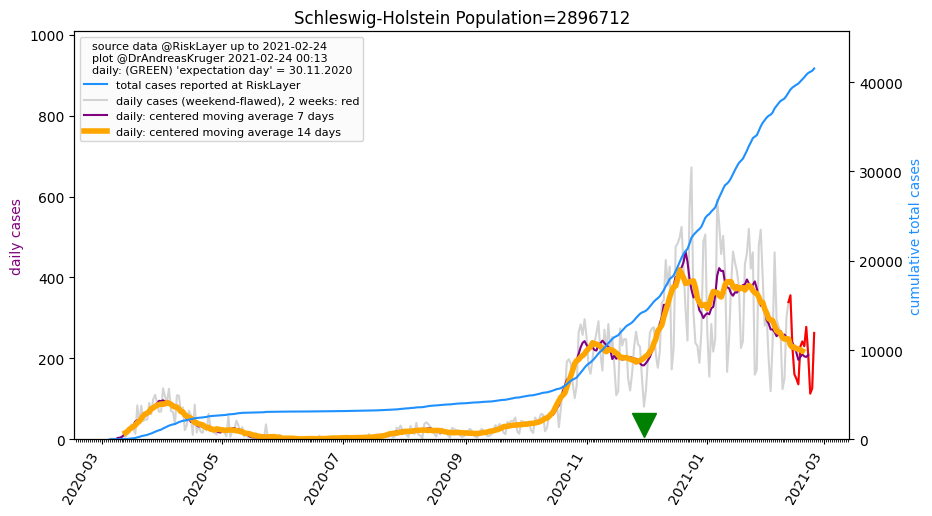 Schleswig-Holstein Population=2896712
source data @RiskLayer up to 2021-02-24
plot @DrAndreasKruger 2021-02-24 00:13
daily: (GREEN) 'expectation day' = 30.11.2020
total cases reported at RiskLayer
daily cases (weekend-flawed), 2 weeks: red
daily: centered moving average 7 days
daily: centered moving average 14 days
daily cases
1000
800
600
400
200
0
cumulative total cases
40000
30000
20000
10000
0
2020-03
2020-05
2020-07
2020-09
2020-11
2021-01
2021-03